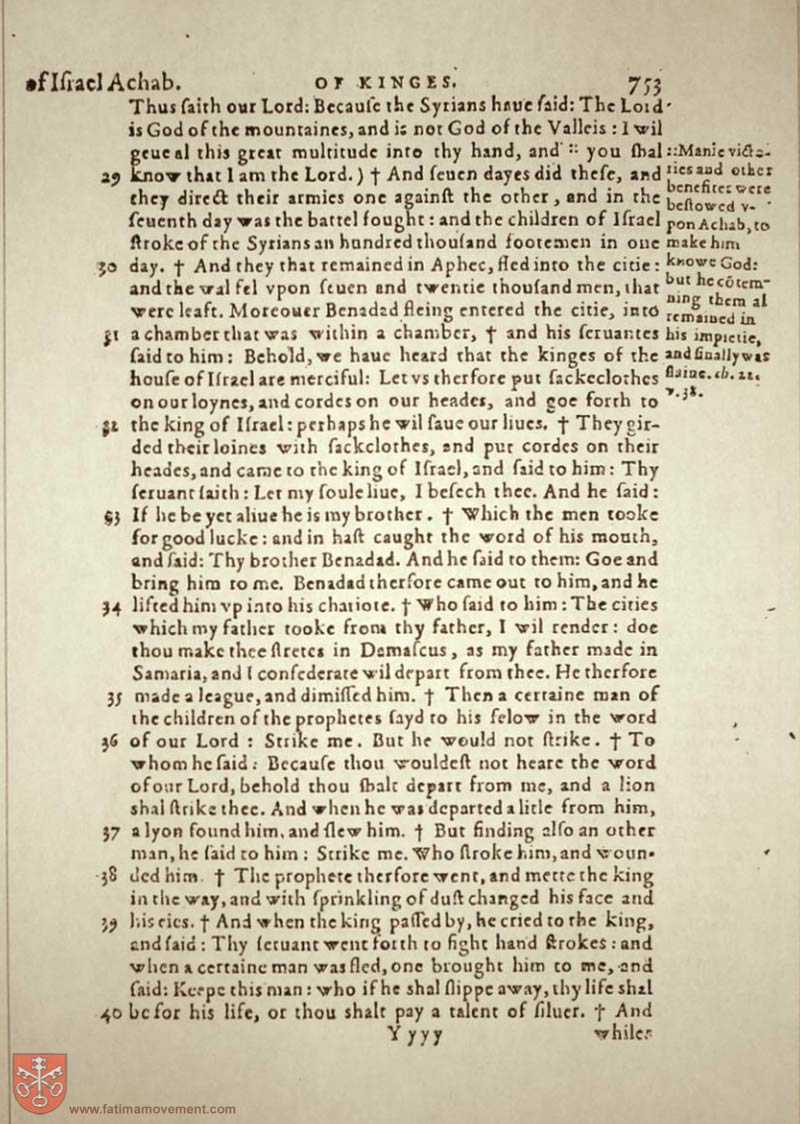 of Iſrael Achab. OF KINGES. 753
Thus ſaith our Lord: Becauſe the Syrians haue ſaid: The Lord
is God of the mountaines, and is not God of the Valleis: I wil
geue al this great multitude into thy hand, and :: you ſhal
29 know that I am the Lord.) † And ſeuen dayes did theſe, and
they direct their armies one againſt the other, and in the
ſeuenth day was the battel fought: and the children of Iſrael
ſtroke of the Syrians an hundred thouſand footemen in one
30 day. † And they that remained in Aphec, fled into the citie:
and the wal fel vpon ſeuen and twentie thouſand men, that
were leaft. Moreouer Benadad fleing entered the citie, into
31 a chamber that was within a chamber, † and his ſeruantes
ſaid to him: Behold, we haue heard that the kinges of the
houſe of Iſrael are merciful: Let vs therfore put ſackeclothes
on our loynes, and cordes on our heades, and goe forth to
32 the king of Iſrael: perhaps he wil ſaue our liues. † They gir-
ded their loines with ſackclothes, and put cordes on their
heades, and came to the king of Iſrael, and ſaid to him: Thy
ſeruant ſaith: Let my ſoule liue, I beſech thee. And he ſaid:
33 If he be yet aliue he is my brother. † Which the men tooke
for good lucke: and in haſt caught the word of his mouth,
and ſaid: Thy brother Benadad. And he ſaid to them: Goe and
bring him to me. Benadad therfore came out to him, and he
34 lifted him vp into his chariote. † Who ſaid to him: The cities
which my father tooke from thy father, I wil render: doe
thou make thee ſtretes in Damaſcus, as my father made in
Samaria, and I confederate wil depart from thee. He therfore
35 made a league, and dimiſſed him. † Then a certaine man of
the children of the prophetes ſayd to his felow in the word
36 of our Lord: Strike me. But he would not ſtrike. † To
whom he ſaid: Becauſe thou wouldeſt not heare the word
of our Lord, behold thou ſhalt depart from me, and a lion
shal ſtrike thee. And when he was departed a litle from him,
37 a lyon found him, and ſlew him. † But finding alſo an other
man, he ſaid to him: Strike me. Who ſtroke him, and woun-
38 ded him. † The prophete therfore went, and mette the king
in the way, and with ſprinkling of duſt changed his face and
39 his eies. † And when the king paſſed by, he cried to the king,
and ſaid: Thy ſeruant went forth to fight hand ſtrokes: and
when a certaine man was fled, one brought him to me, and
ſaid: Keepe this man: who if he shal ſlippe away, thy life shal
40 be for his life, or thou shalt pay a talent of ſiluer. † And
Y yyy whiles
::Manie victo-
ries and other
benefites were
beſtowed v-
pon Achab, to
make him
knowe God:
but he cōtem-
ning them al
remained in
his impietie,
and finally was
ſlaine. ch. 22.
v. 38.
www.fatimamovement.com